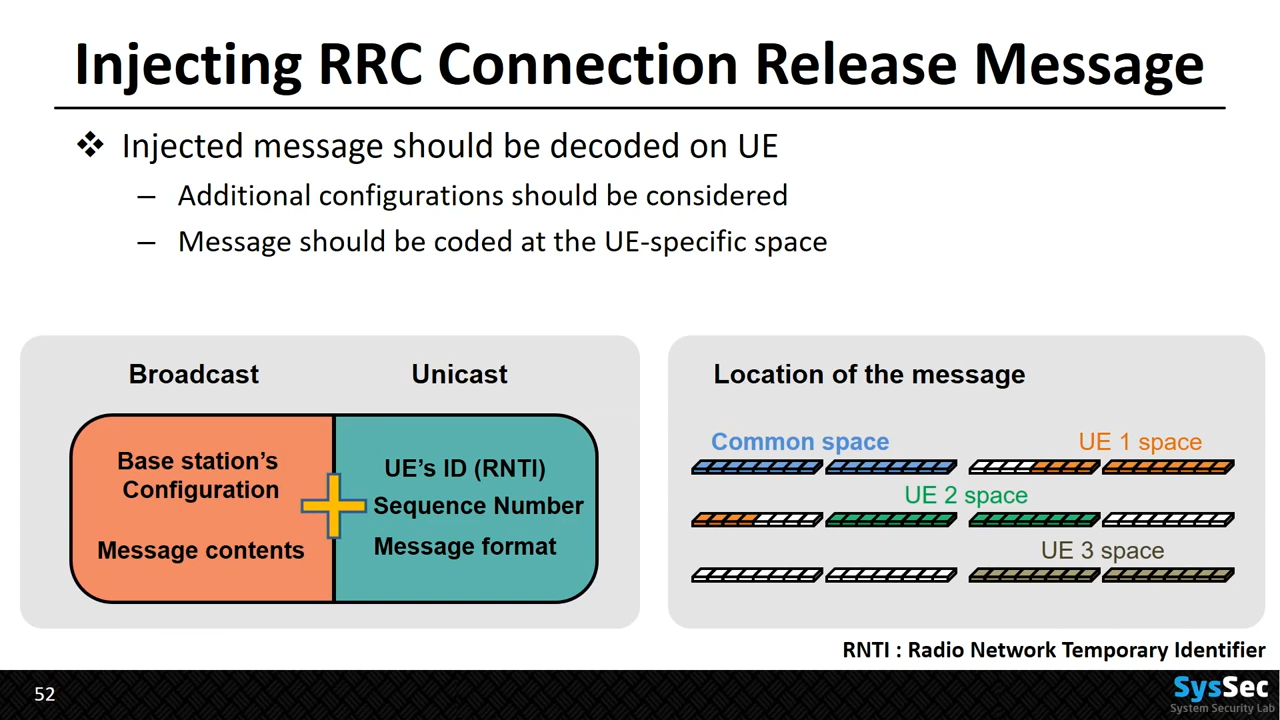 Injecting RRC Connection Release Message
❖ Injected message should be decoded on UE
– Additional configurations should be considered
– Message should be coded at the UE-specific space
Broadcast
Unicast
Base station’s
Configuration
Message contents
UE’s ID (RNTI)
Sequence Number
Message format
Location of the message
Common space
UE 1 space
UE 2 space
UE 3 space
RNTI : Radio Network Temporary Identifier
52
SysSec
System Security Lab